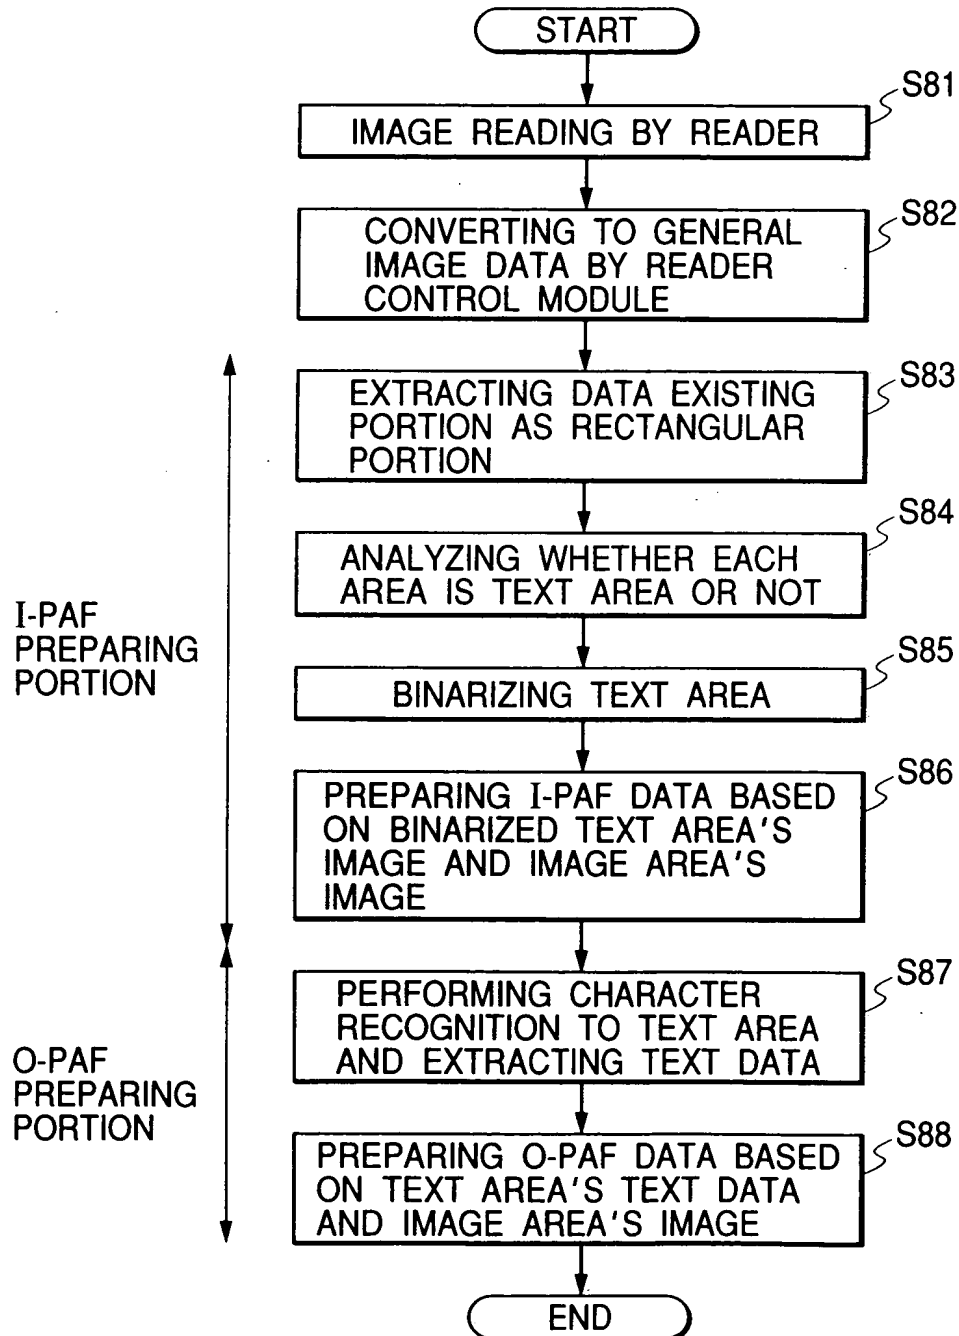 START
S81
IMAGE READING BY READER
S82
CONVERTING TO GENERAL
IMAGE DATA BY READER
CONTROL MODULE
S83
EXTRACTING DATA EXISTING
PORTION AS RECTANGULAR
PORTION
S84
ANALYZING WHETHER EACH
AREA IS TEXT AREA OR NOT
I-PAF
PREPARING
PORTION
S85
BINARIZING TEXT AREA
S86
PREPARING I-PAF DATA BASED
ON BINARIZED TEXT AREA'S
IMAGE AND IMAGE AREA'S
IMAGE
S87
PERFORMING CHARACTER
RECOGNITION TO TEXT AREA
AND EXTRACTING TEXT DATA
O-PAF
PREPARING
PORTION
S88
PREPARING O-PAF DATA BASED
ON TEXT AREA'S TEXT DATA
AND IMAGE AREA'S IMAGE
END